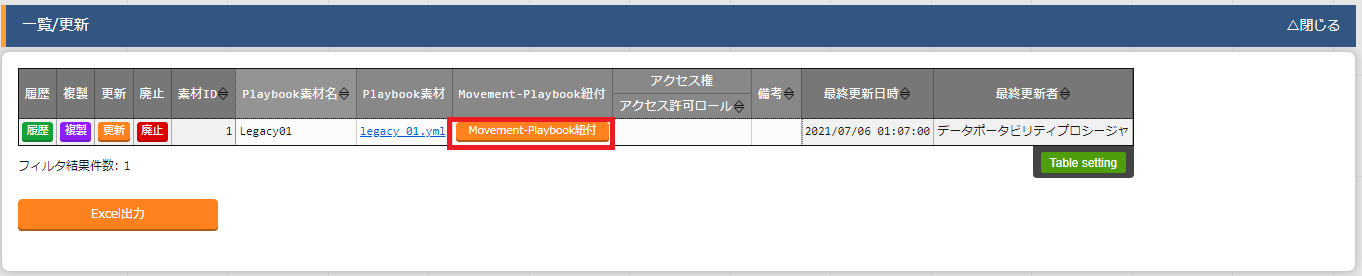 一覧/更新
△閉じる
履歴 複製 更新 廃止 素材ID Playbook素材名 Playbook素材 Movement-Playbook紐付 アクセス権 備考 最終更新日時 最終更新者
アクセス許可ロール
履歴 複製 更新 廃止 1 Legacy01 legacy_01.yml Movement-Playbook紐付 2021/07/06 01:07:00 データポータビリティプロシージャ
フィルタ結果件数: 1
Table setting
Excel出力